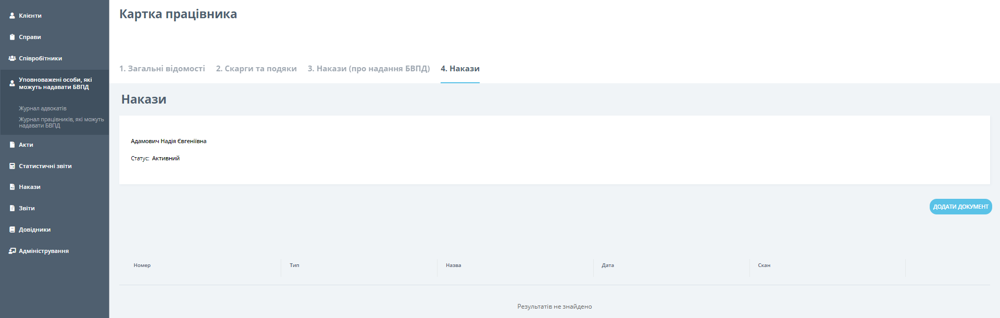 Клієнти
Справи
Співробітники
Уповноважені особи, які
можуть надавати БВПД
Журнал адвокатів
Журнал працівників, які можуть
надавати БВПД
Акти
Статистичні звіти
Накази
Звіти
Довідники
Адміністрування
Картка працівника
1. Загальні відомості 2. Скарги та подяки 3. Накази (про надання БВПД) 4. Накази
Накази
Адамович Надія Євгеніївна
Статус: Активний
ДОДАТИ ДОКУМЕНТ
Номер Тип Назва Дата Скан
Результатів не знайдено